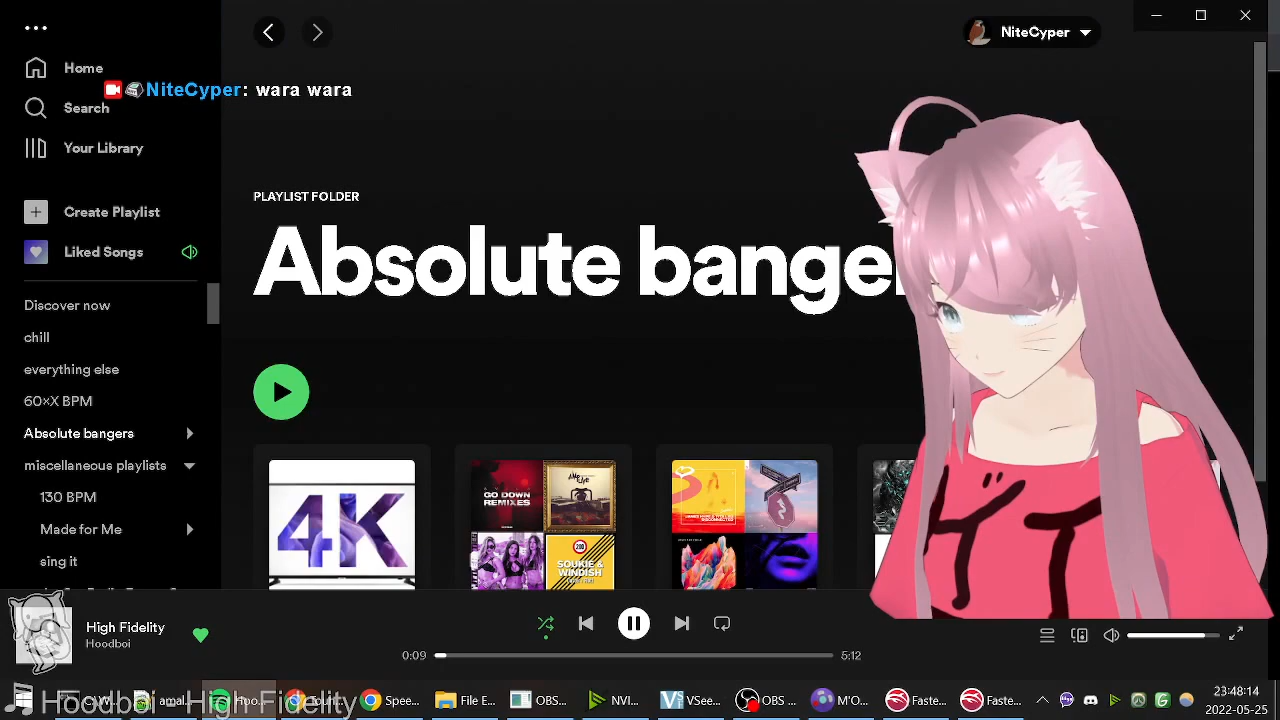 NiteCyper
Home
NiteCyper: wara wara
Search
Your Library
Create Playlist
Liked Songs
PLAYLIST FOLDER
Absolute banger
Discover now
chill
everything else
60×X BPM
Absolute bangers
miscellaneous playlists
130 BPM
Made for Me
sing it
4K
GO DOWN
REMIXES
200
SOUKIE &
WINDISH
High Fidelity
Hoodboi
0:09
5:12
Hoodboi - High Fidelity
Spee...
File E...
OBS...
NVI...
VSee...
OBS ...
M'O...
Faste...
Faste...
23:48:14
2022-05-25